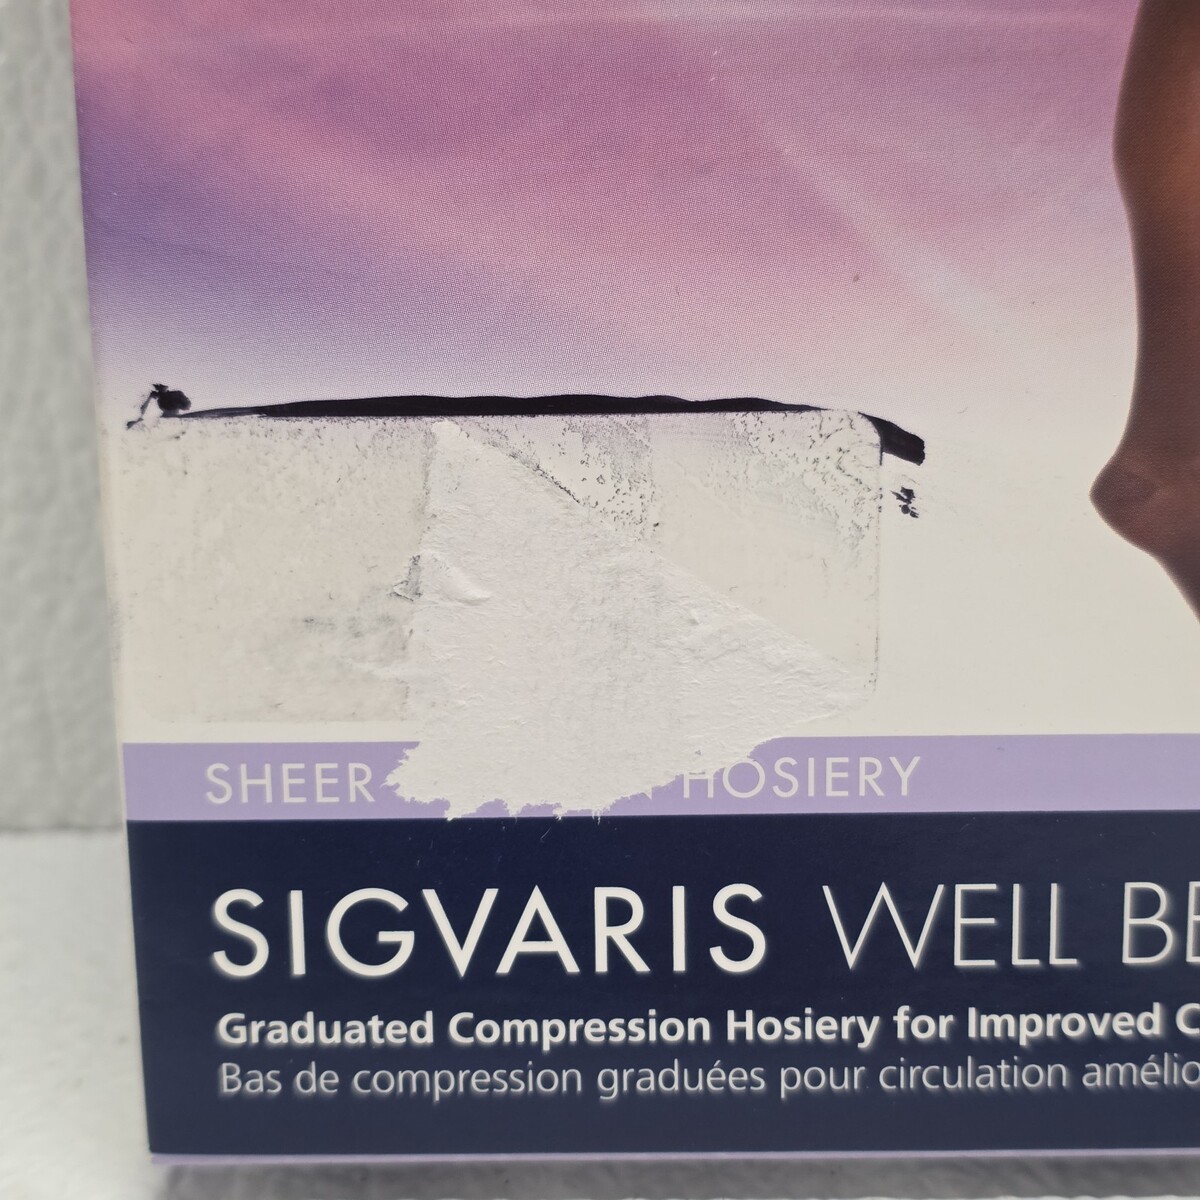 SHEER HOSIERY
SIGVARIS WELL BE
Graduated Compression Hosiery for Improved C
Bas de compression graduées pour circulation amélio